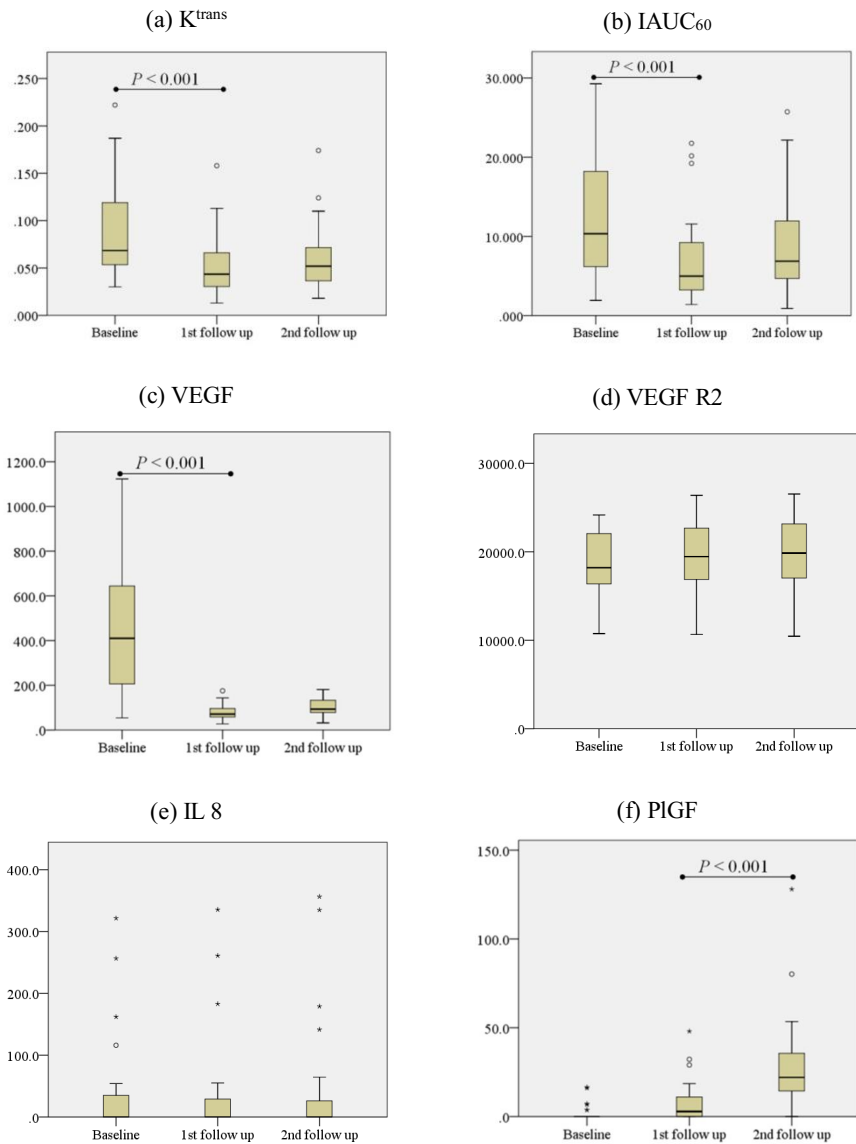 (a) Ktrans
(b) IAUC60
.250
.200
.150
.100
.050
.000
P < 0.001
Baseline 1st follow up 2nd follow up
30.000
20.000
10.000
.000
P < 0.001
Baseline 1st follow up 2nd follow up
(c) VEGF
(d) VEGF R2
1200.0
1000.0
800.0
600.0
400.0
200.0
.0
P < 0.001
Baseline 1st follow up 2nd follow up
30000.0
20000.0
10000.0
.0
Baseline 1st follow up 2nd follow up
(e) IL 8
(f) PlGF
400.0
300.0
200.0
100.0
.0
Baseline 1st follow up 2nd follow up
150.0
100.0
50.0
.0
P < 0.001
Baseline 1st follow up 2nd follow up